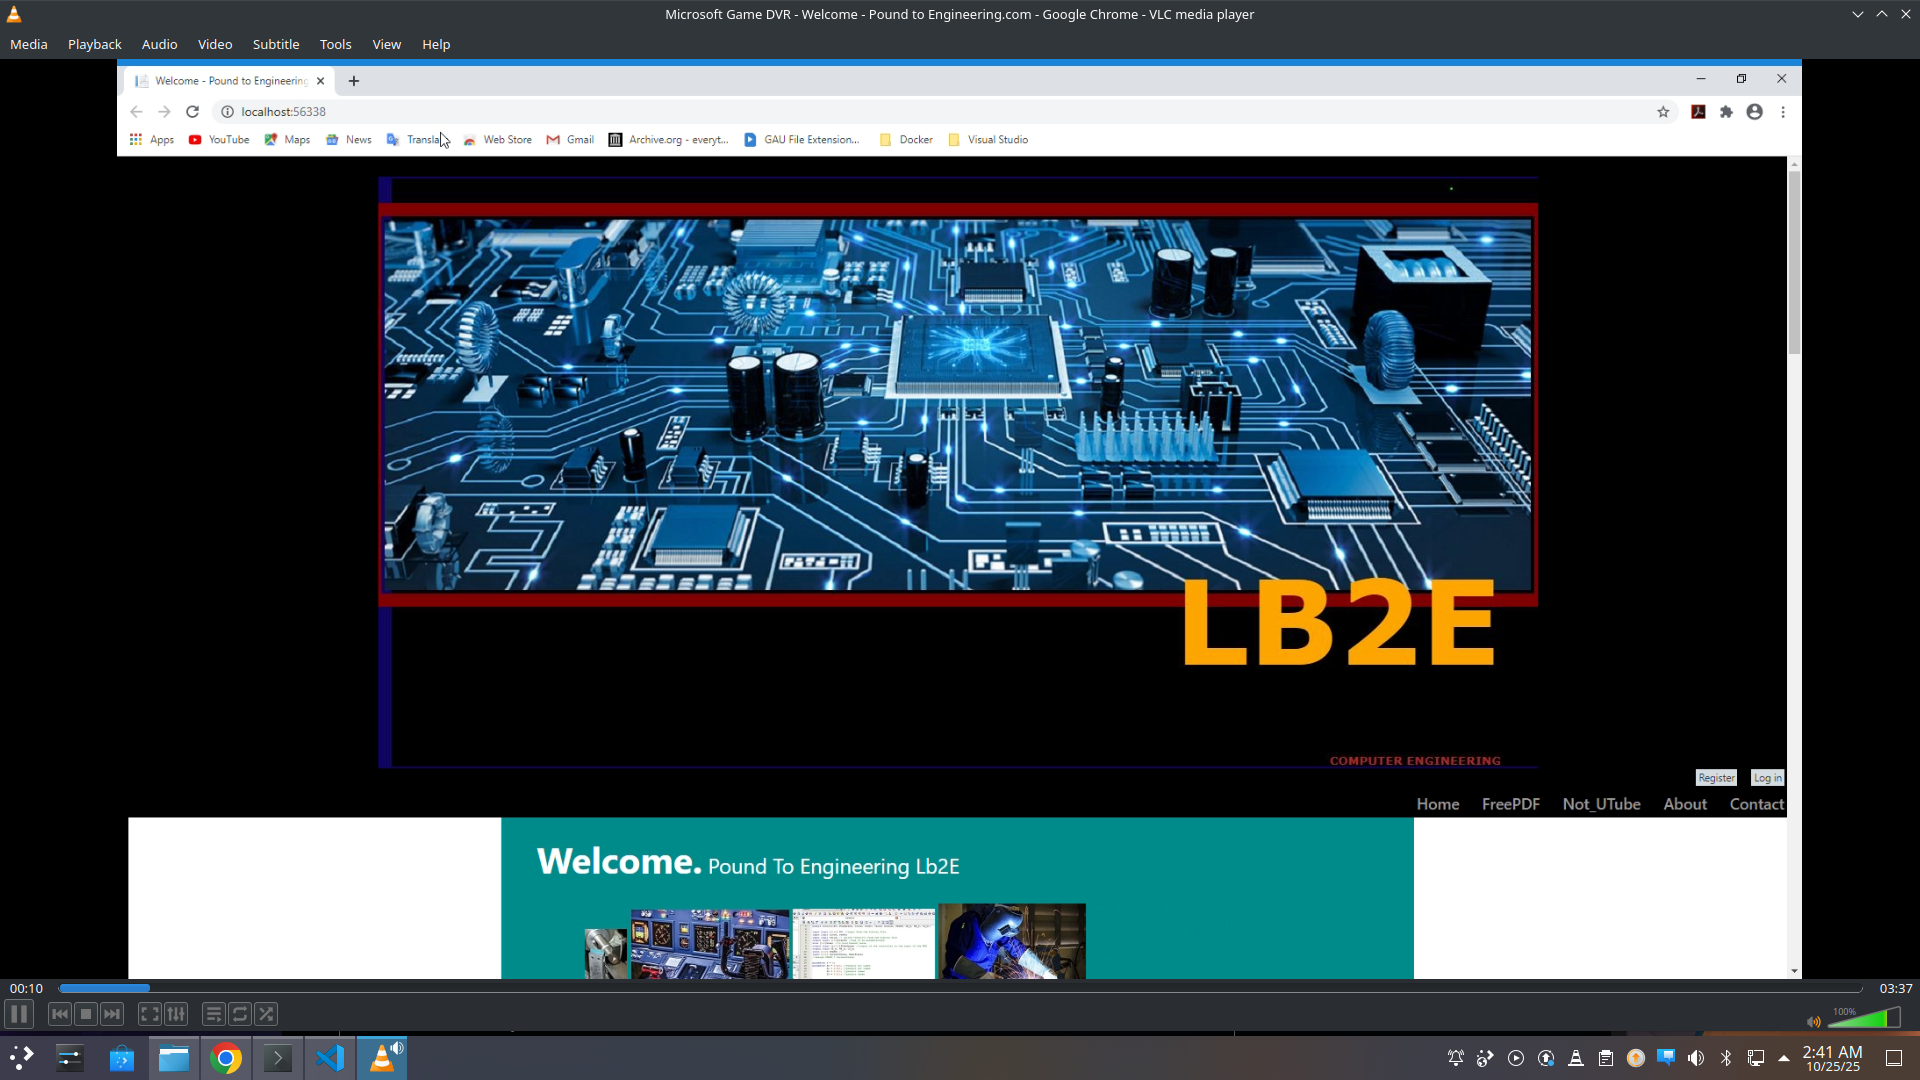 Microsoft Game DVR - Welcome - Pound to Engineering.com - Google Chrome - VLC media player
Media Playback Audio Video Subtitle Tools View Help
Welcome - Pound to Engineering
localhost:56338
Apps YouTube Maps News Transla Web Store Gmail Archive.org - everyt... GAU File Extension... Docker Visual Studio
LB2E
COMPUTER ENGINEERING
Register Log in
Home FreePDF Not_UTube About Contact
Welcome. Pound To Engineering Lb2E
00:10 03:37
100%
2:41 AM
10/25/25